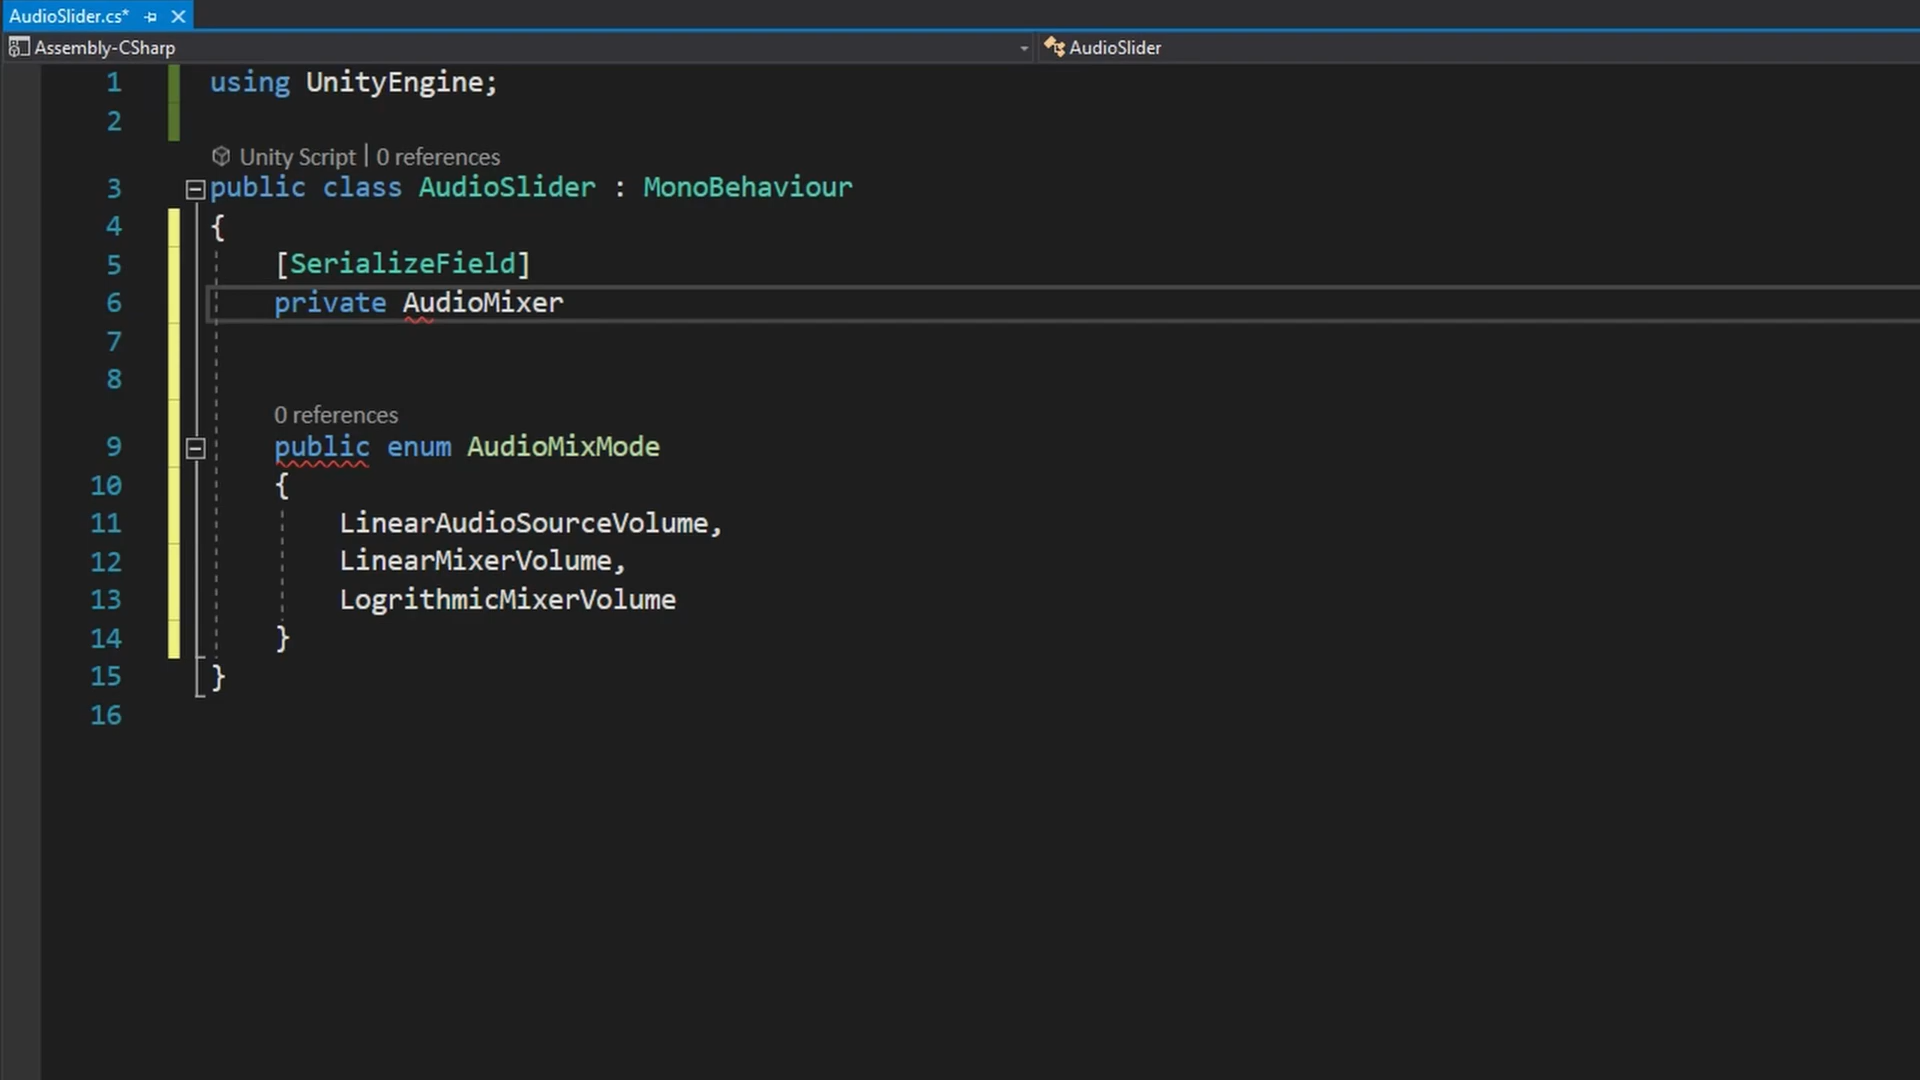 AudioSlider.cs*
Assembly-CSharp
AudioSlider
1 using UnityEngine;
2
Unity Script | 0 references
3 public class AudioSlider : MonoBehaviour
4 {
5 [SerializeField]
6 private AudioMixer
7
8
0 references
9 public enum AudioMixMode
10 {
11 LinearAudioSourceVolume,
12 LinearMixerVolume,
13 LogrithmicMixerVolume
14 }
15 }
16